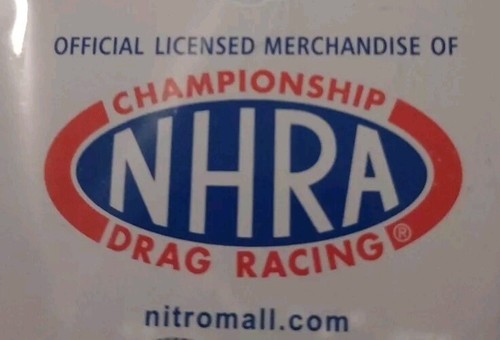 OFFICIAL LICENSED MERCHANDISE OF
CHAMPIONSHIP
NHRA
DRAG RACING®
nitromall.com